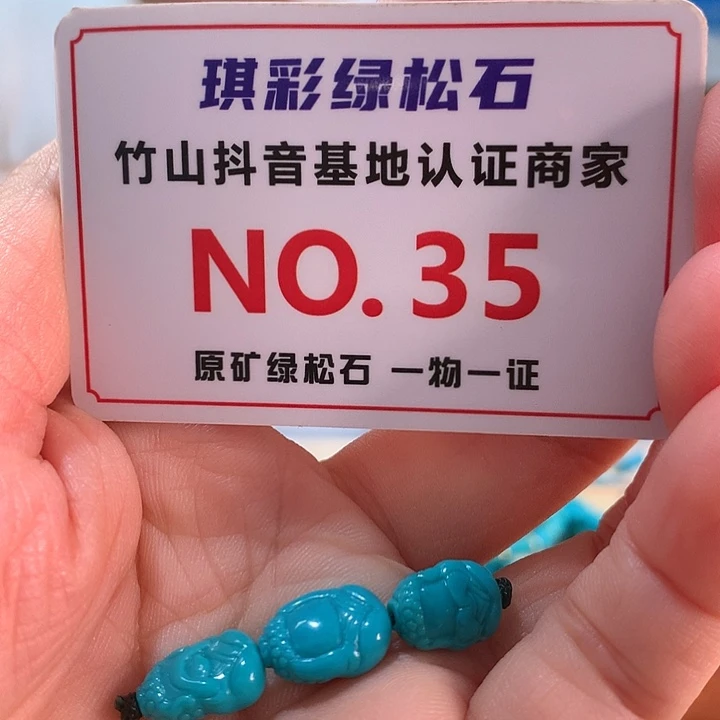 琪彩绿松石
竹山抖音基地认证商家
NO.35
原矿绿松石 一物一证